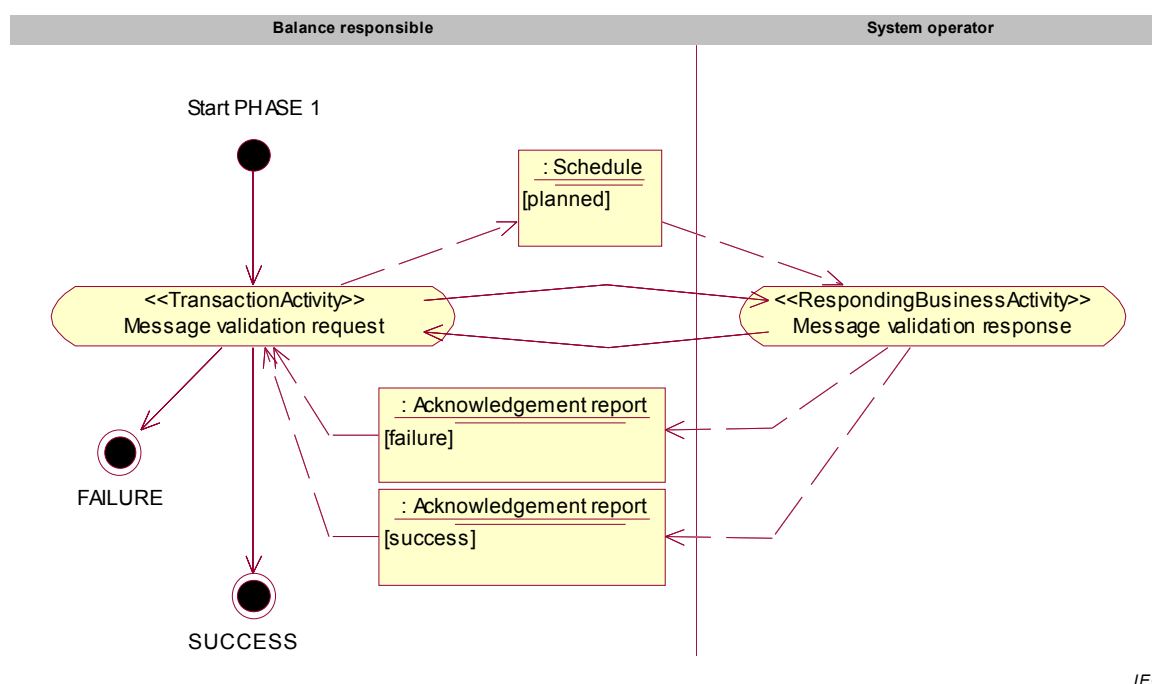 Balance responsible
System operator
Start PHASE 1
: Schedule
[planned]
<<TransactionActivity>>
Message validation request
<<RespondingBusinessActivity>>
Message validation response
: Acknowledgement report
[failure]
FAILURE
: Acknowledgement report
[success]
SUCCESS